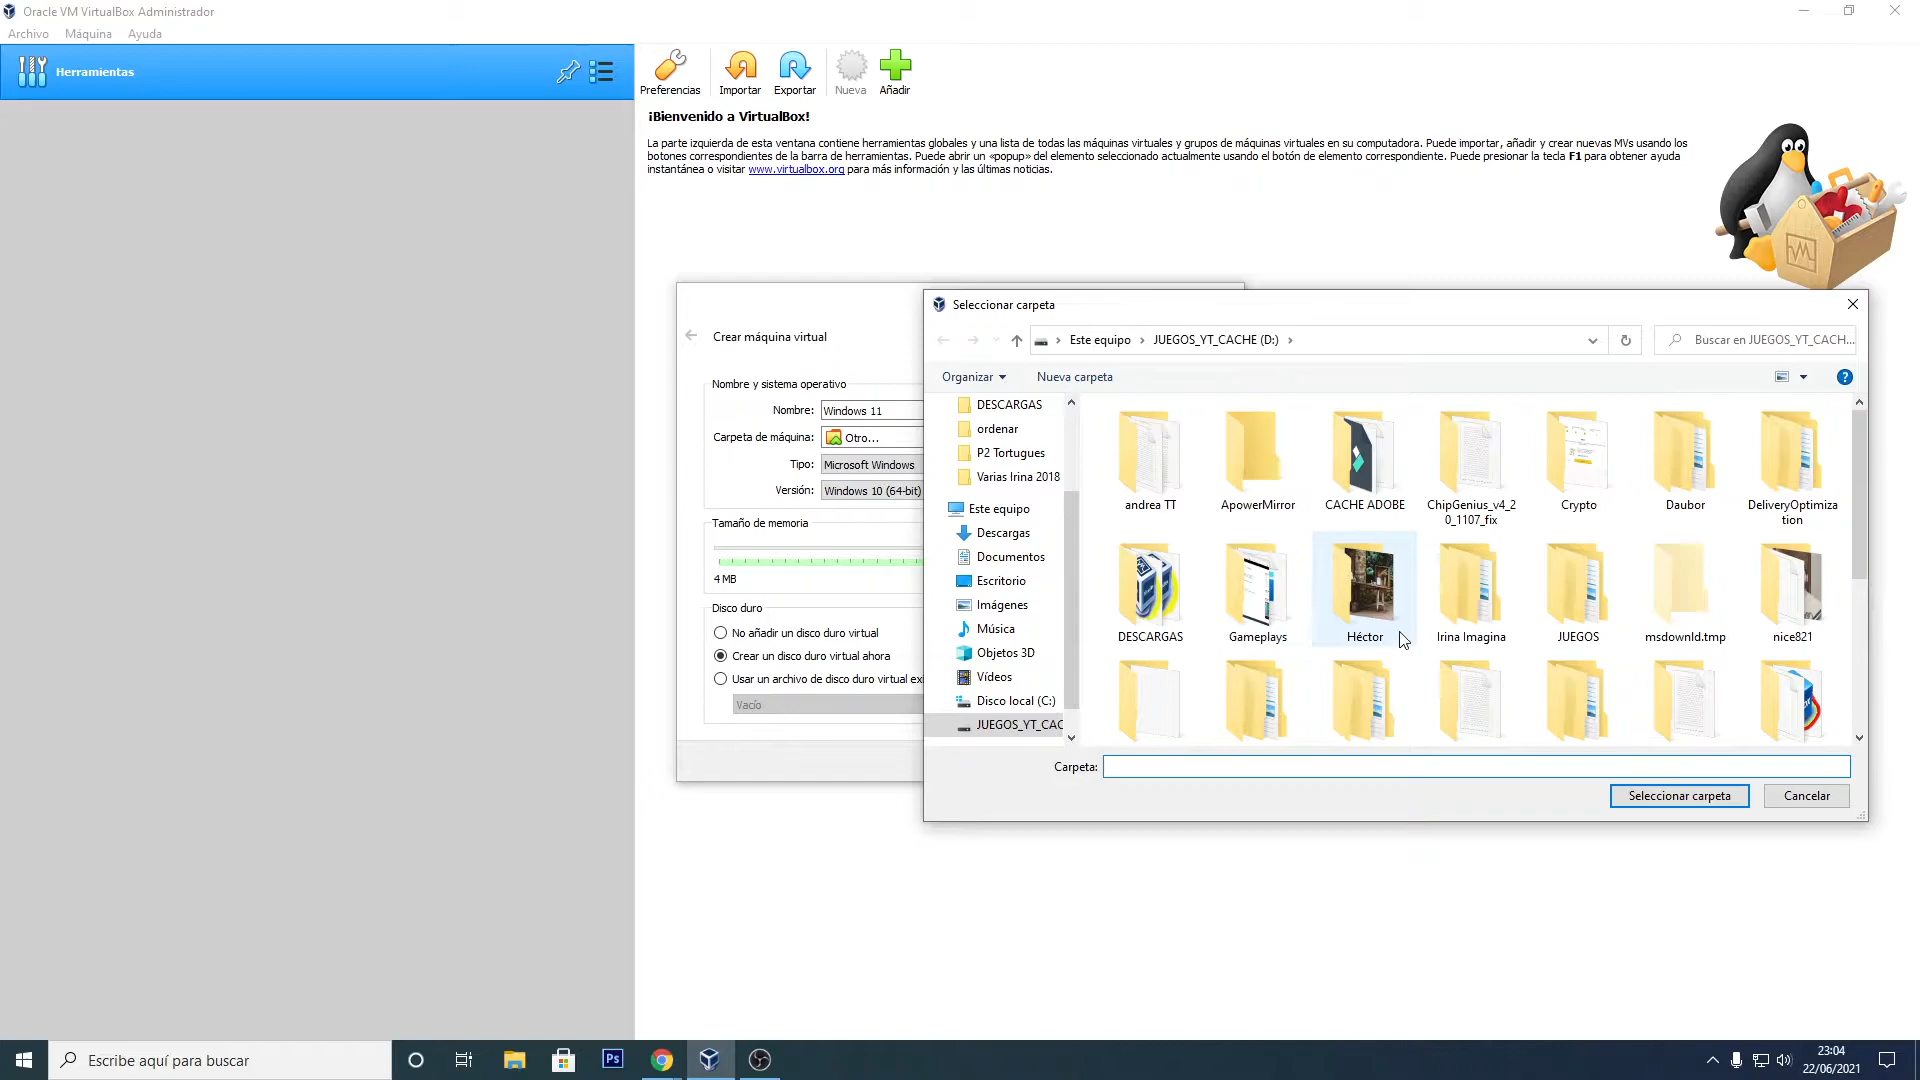 Oracle VM VirtualBox Administrador
Archivo Máquina Ayuda
Herramientas
Preferencias Importar Exportar Nueva Añadir
¡Bienvenido a VirtualBox!
La parte izquierda de esta ventana contiene herramientas globales y una lista de todas las máquinas virtuales y grupos de máquinas virtuales en su computadora. Puede importar, añadir y crear nuevas MVs usando los
botones correspondientes de la barra de herramientas. Puede abrir un «popup» del elemento seleccionado actualmente usando el botón de elemento correspondiente. Puede presionar la tecla F1 para obtener ayuda
instantánea o visitar www.virtualbox.org para más información y las últimas noticias.
Crear máquina virtual
Nombre y sistema operativo
Nombre: Windows 11
Carpeta de máquina: Otro...
Tipo: Microsoft Windows
Versión: Windows 10 (64-bit)
Tamaño de memoria
4 MB
Disco duro
No añadir un disco duro virtual
Crear un disco duro virtual ahora
Usar un archivo de disco duro virtual ex
Vacío
Seleccionar carpeta
Este equipo › JUEGOS_YT_CACHE (D:) ›
Buscar en JUEGOS_YT_CACH...
Organizar Nueva carpeta
DESCARGAS
ordenar
P2 Tortugues
Varias Irina 2018
Este equipo
Descargas
Documentos
Escritorio
Imágenes
Música
Objetos 3D
Vídeos
Disco local (C:)
JUEGOS_YT_CAC
andrea TT
ApowerMirror
CACHE ADOBE
ChipGenius_v4_2
0_1107_fix
Crypto
Daubor
DeliveryOptimiza
tion
DESCARGAS
Gameplays
Héctor
Irina Imagina
JUEGOS
msdownld.tmp
nice821
Carpeta:
Seleccionar carpeta Cancelar
Escribe aquí para buscar
Ps
23:04
22/06/2021